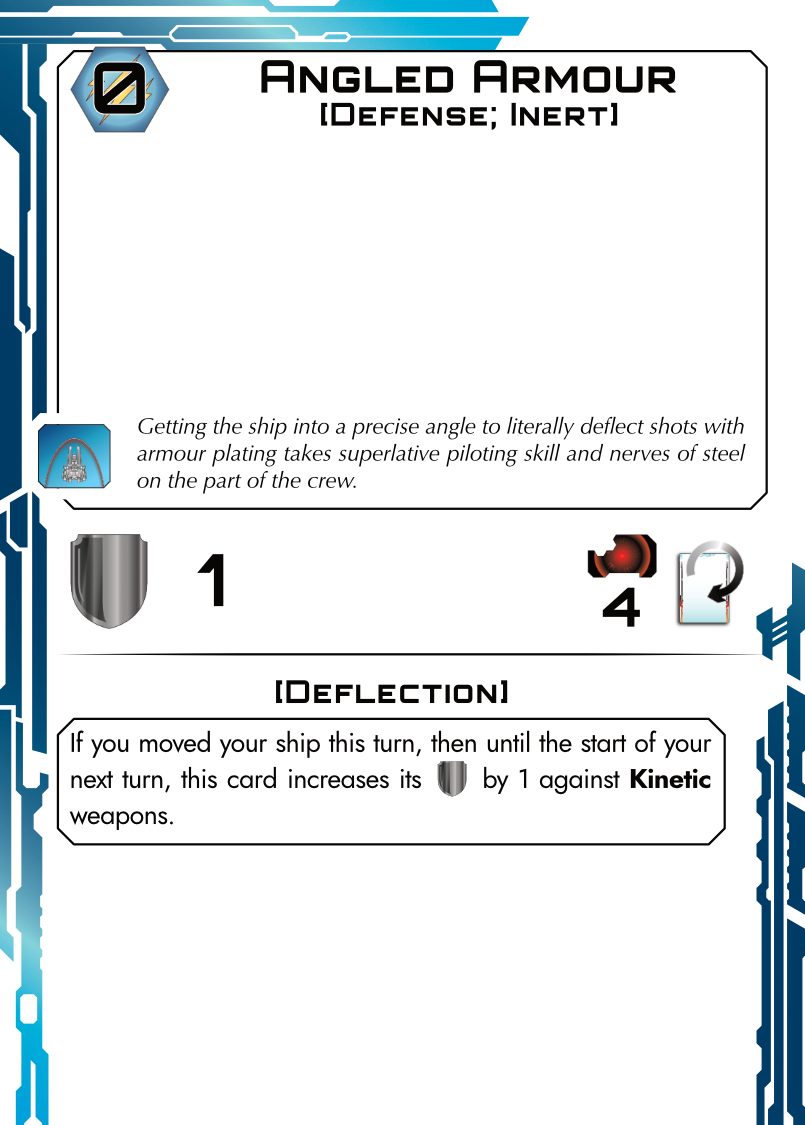 0
Angled Armour
[Defense; Inert]
Getting the ship into a precise angle to literally deflect shots with
armour plating takes superlative piloting skill and nerves of steel
on the part of the crew.
1
4
[Deflection]
If you moved your ship this turn, then until the start of your
next turn, this card increases its by 1 against Kinetic
weapons.